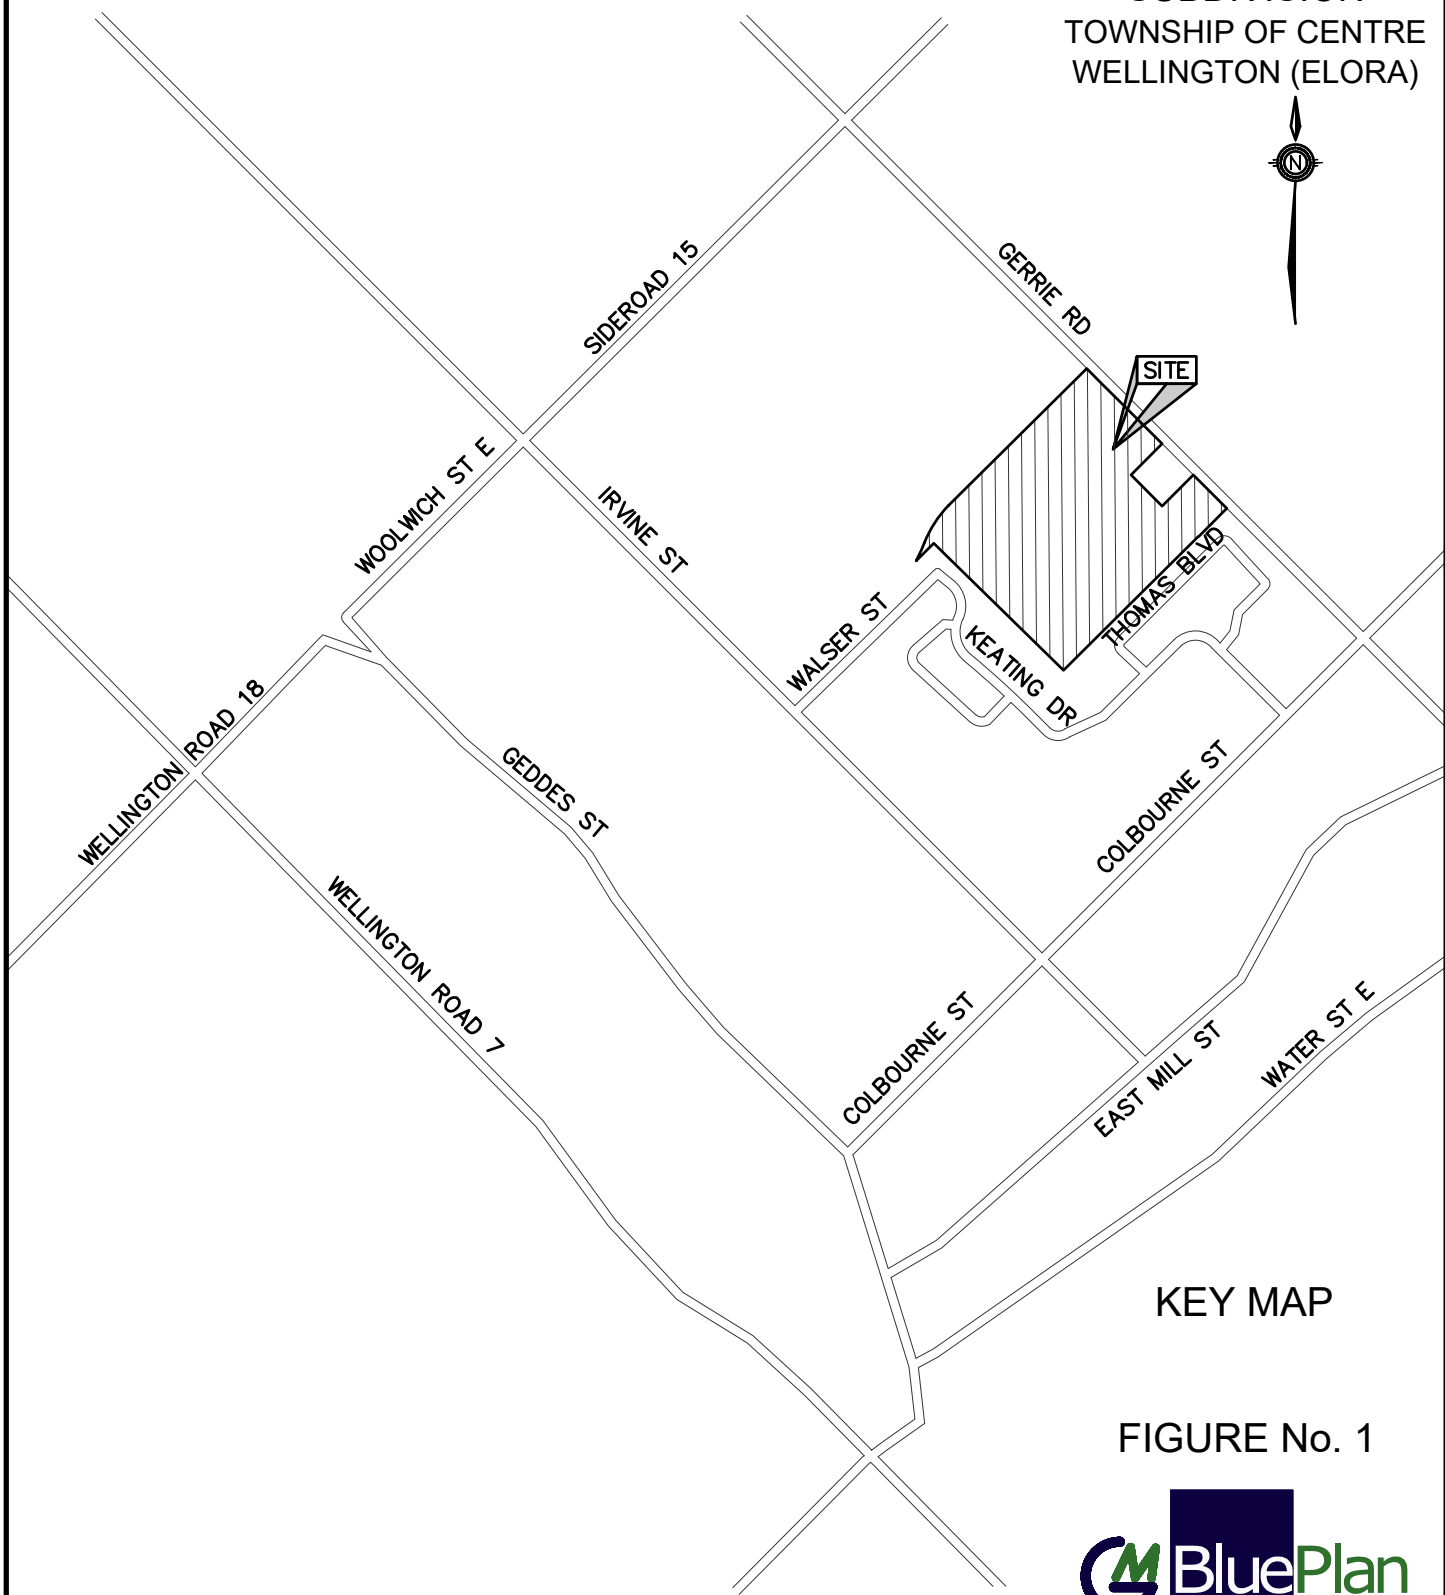 TOWNSHIP OF CENTRE
WELLINGTON (ELORA)
N
SIDEROAD 15
GERRIE RD
SITE
WOOLWICH ST E
IRVINE ST
THOMAS BLVD
WALSER ST
KEATING DR
WELLINGTON ROAD 18
GEDDES ST
COLBOURNE ST
WELLINGTON ROAD 7
COLBOURNE ST
EAST MILL ST
WATER ST E
KEY MAP
FIGURE No. 1
GM BluePlan